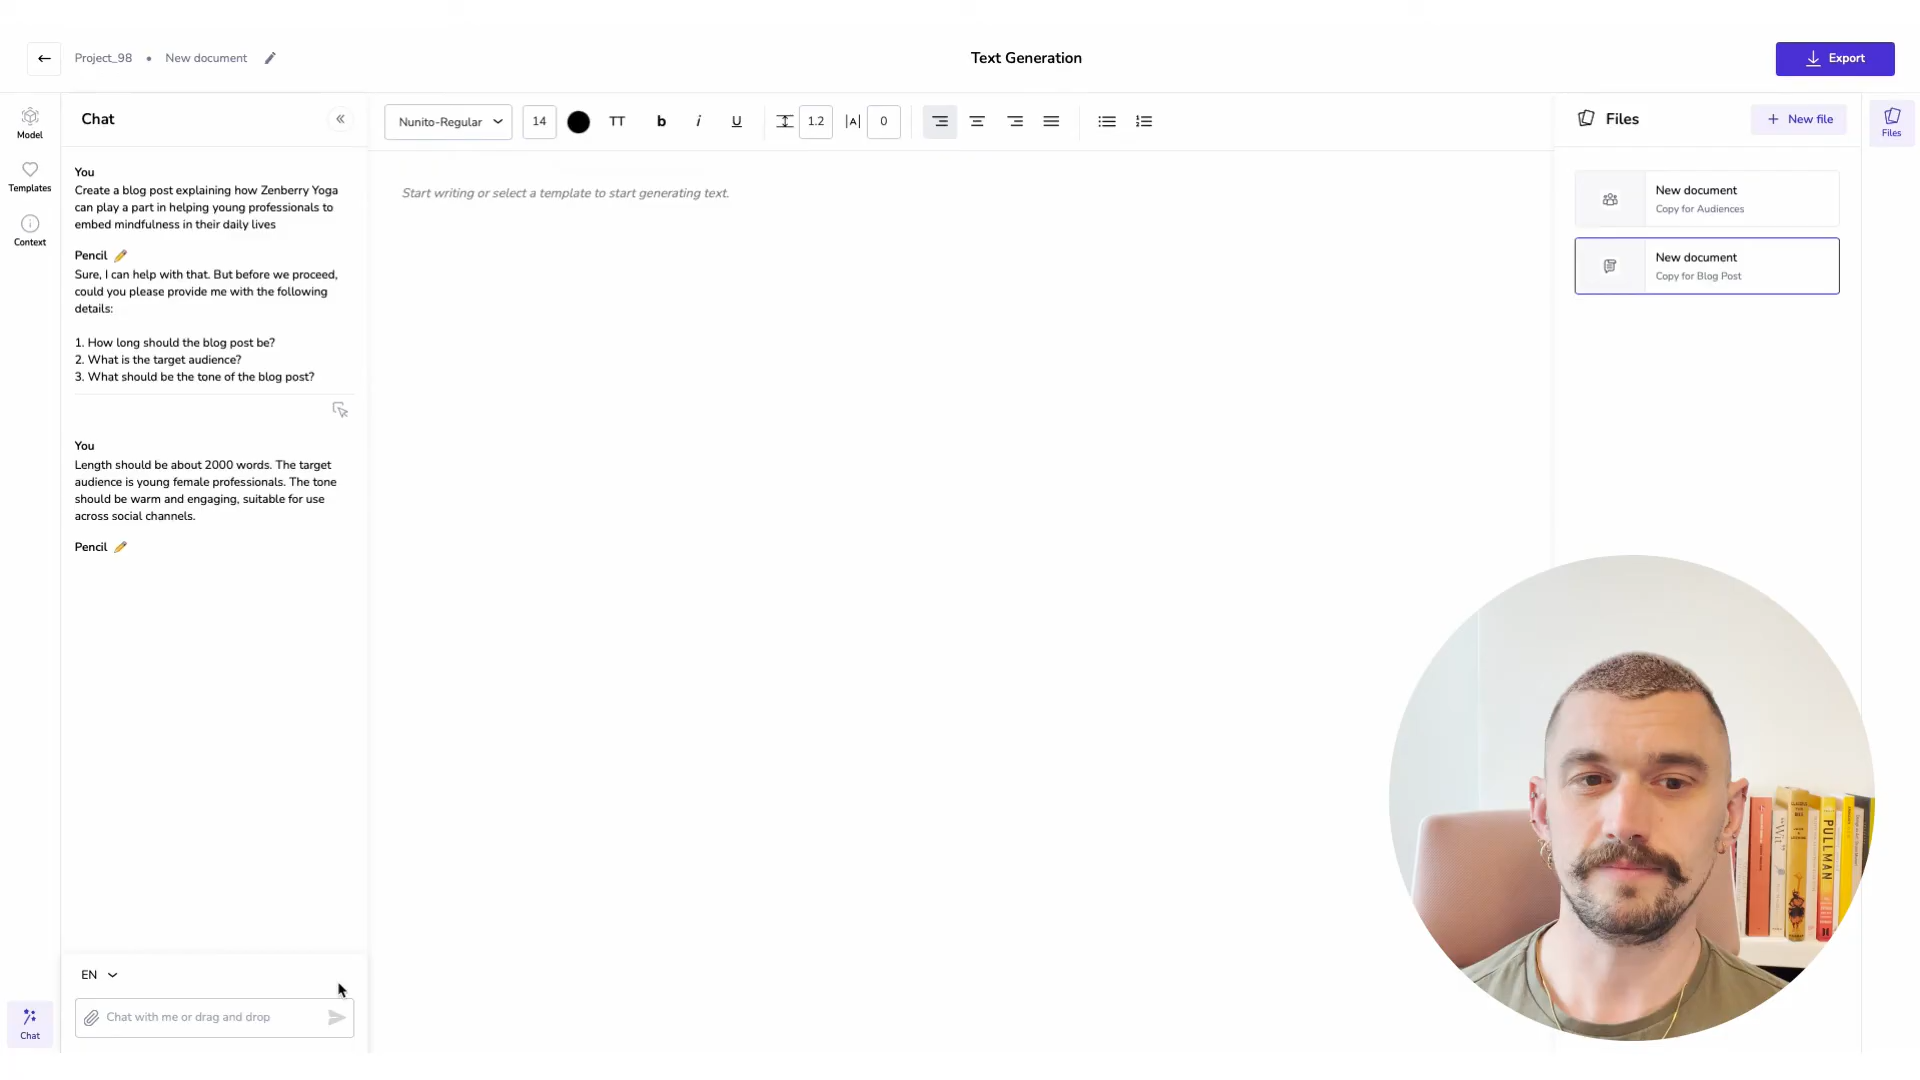 Project_98 • New document
Text Generation
Export
Model
Templates
Context
Chat
Chat
You
Create a blog post explaining how Zenberry Yoga
can play a part in helping young professionals to
embed mindfulness in their daily lives
Pencil
Sure, I can help with that. But before we proceed,
could you please provide me with the following
details:
1. How long should the blog post be?
2. What is the target audience?
3. What should be the tone of the blog post?
You
Length should be about 2000 words. The target
audience is young female professionals. The tone
should be warm and engaging, suitable for use
across social channels.
Pencil
EN
Chat with me or drag and drop
Nunito-Regular 14 TT b i U 1.2 |A| 0
Start writing or select a template to start generating text.
Files
+ New file
Files
New document
Copy for Audiences
New document
Copy for Blog Post
PULLMAN